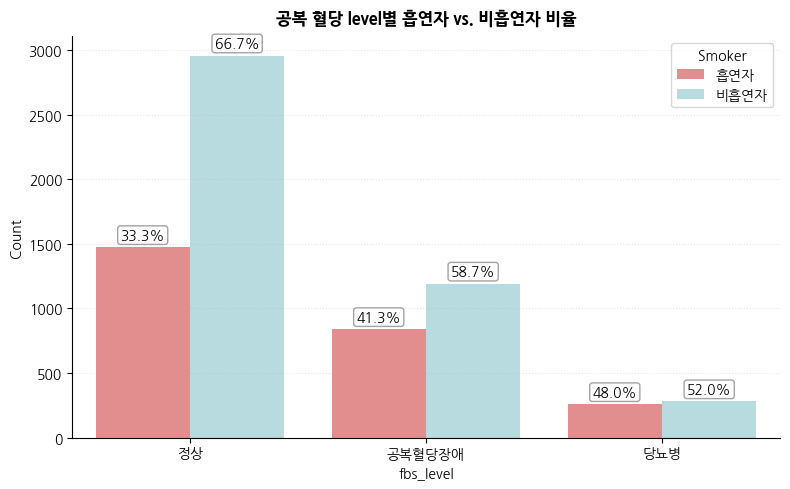 공복 혈당 level별 흡연자 vs. 비흡연자 비율
Smoker
흡연자
비흡연자
Count
3000
2500
2000
1500
1000
500
0
33.3%
66.7%
41.3%
58.7%
48.0%
52.0%
정상
공복혈당장애
당뇨병
fbs_level